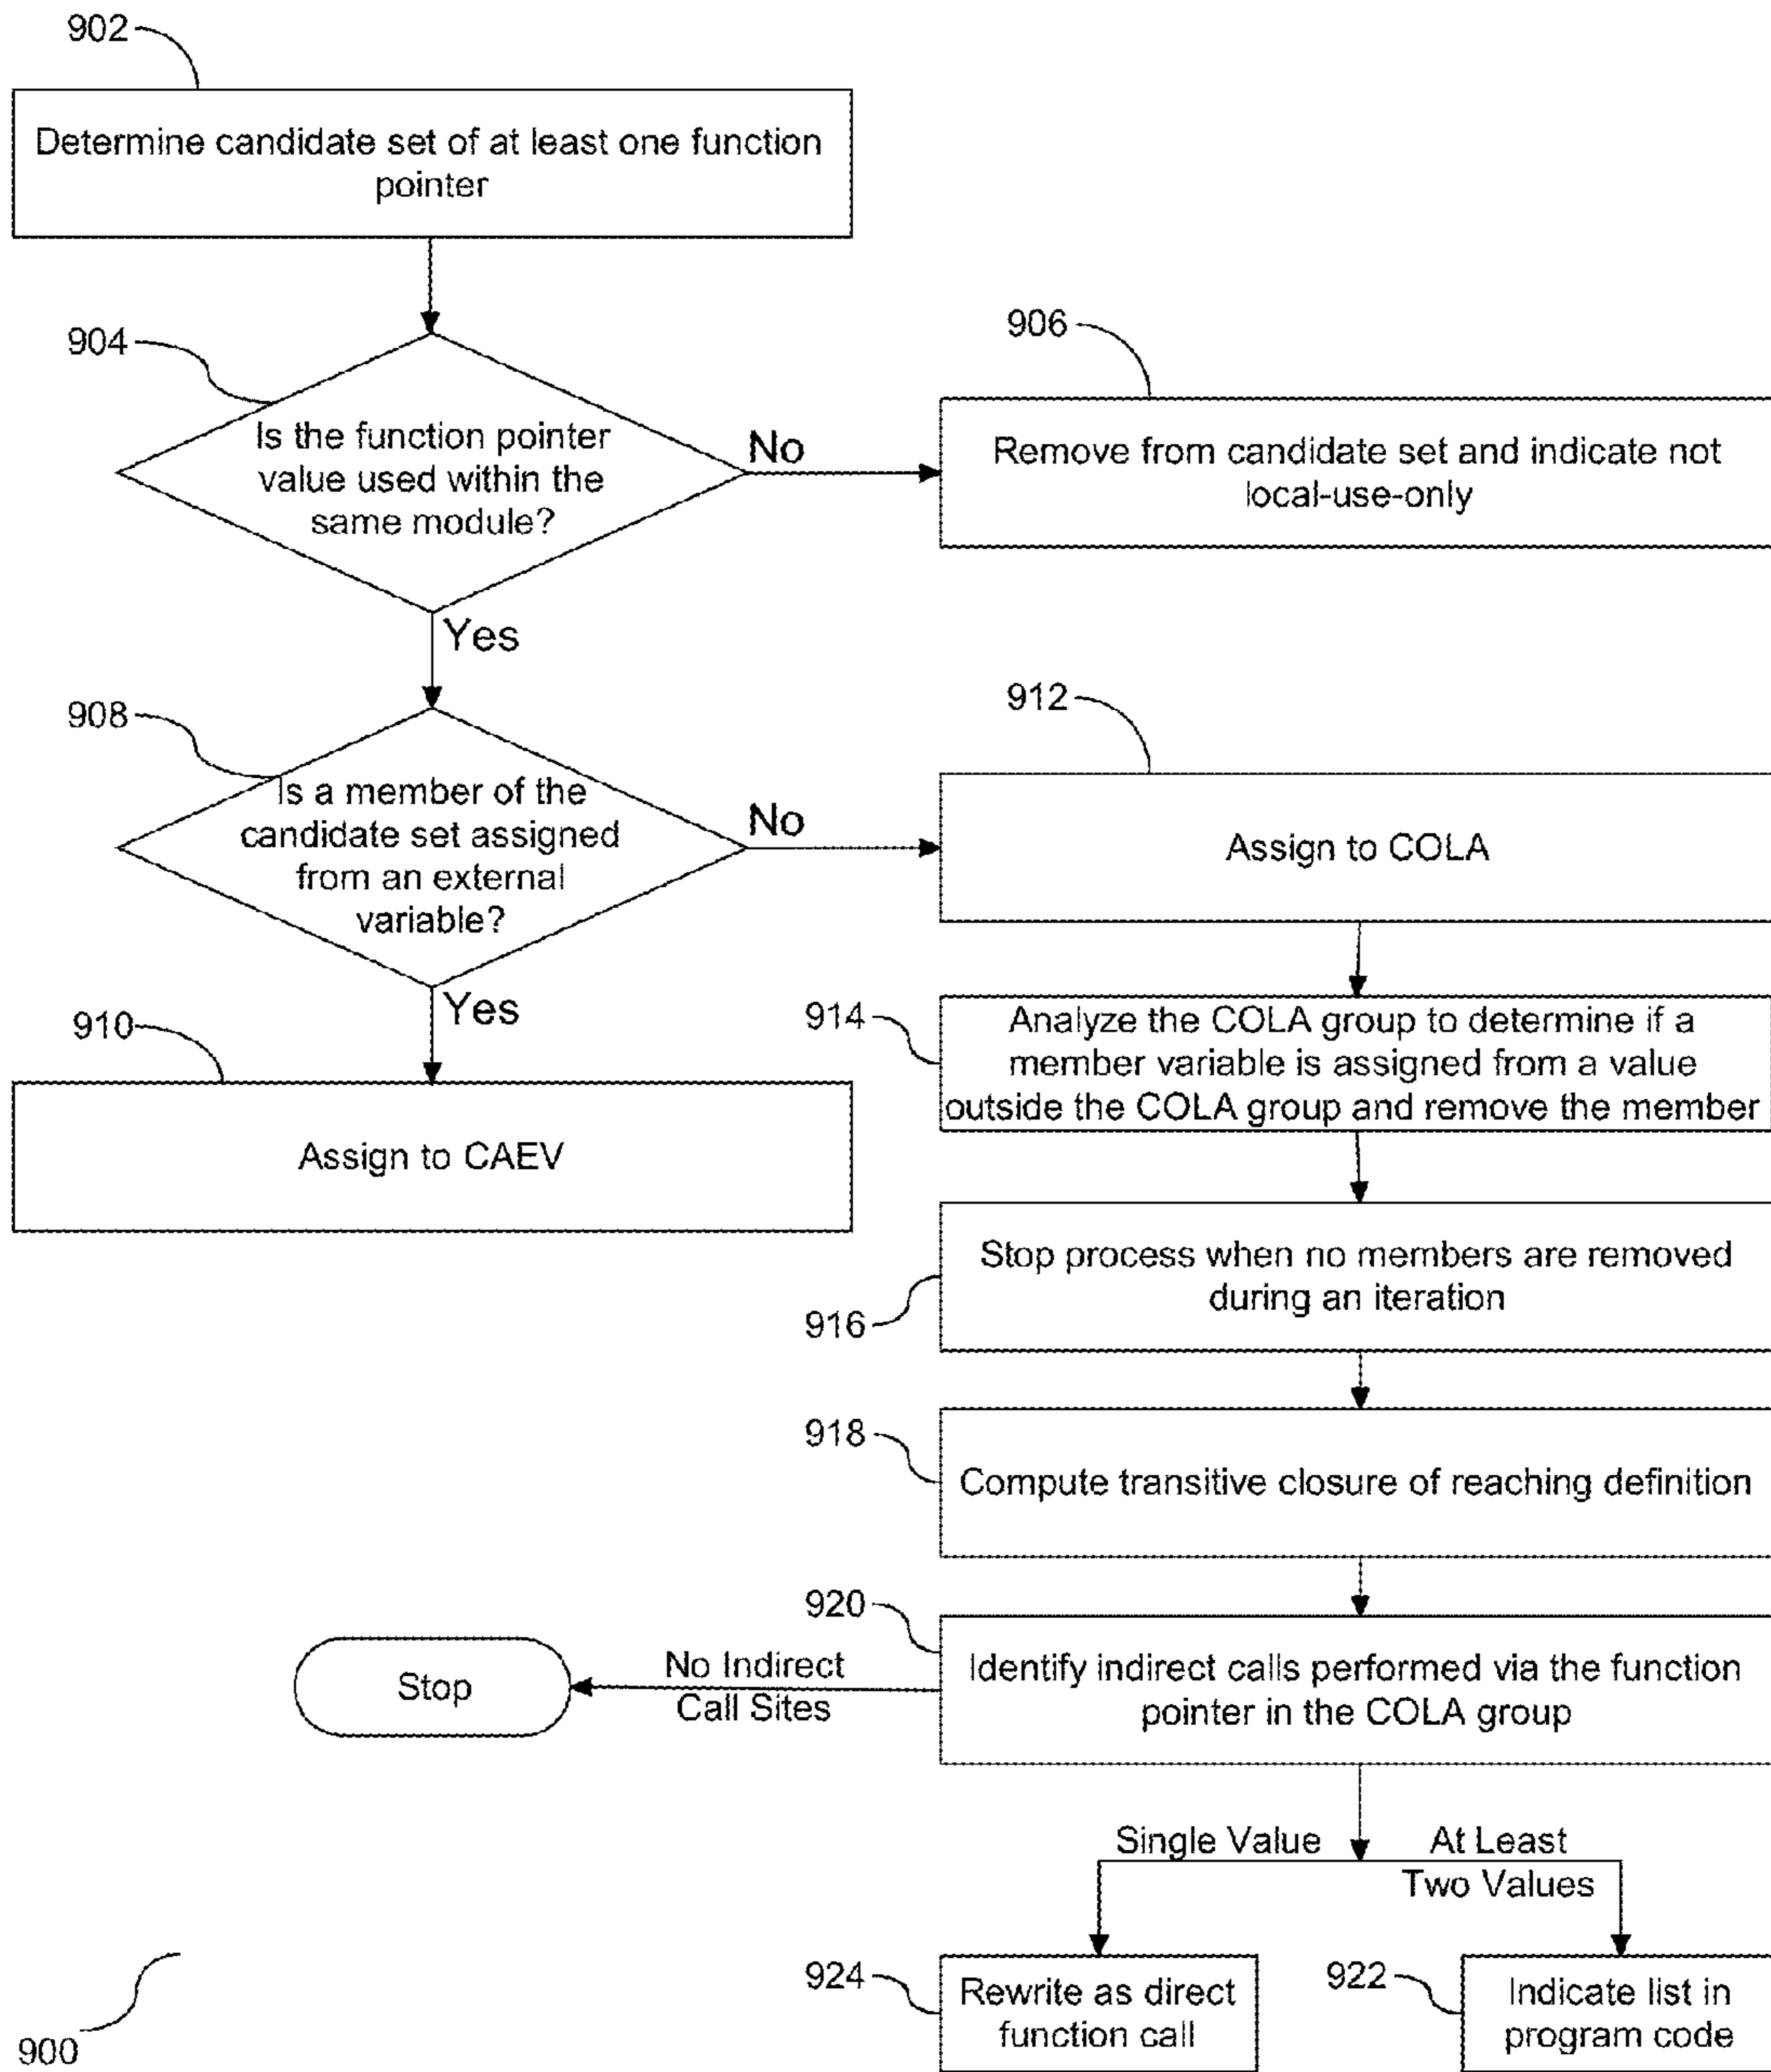 902
Determine candidate set of at least one function
pointer
904
Is the function pointer
value used within the
same module?
No
Yes
906
Remove from candidate set and indicate not
local-use-only
908
Is a member of the
candidate set assigned
from an external
variable?
No
Yes
910
Assign to CAEV
912
Assign to COLA
914
Analyze the COLA group to determine if a
member variable is assigned from a value
outside the COLA group and remove the member
916
Stop process when no members are removed
during an iteration
918
Compute transitive closure of reaching definition
920
Identify indirect calls performed via the function
pointer in the COLA group
No Indirect
Call Sites
Stop
Single Value
At Least
Two Values
924
Rewrite as direct
function call
922
Indicate list in
program code
900